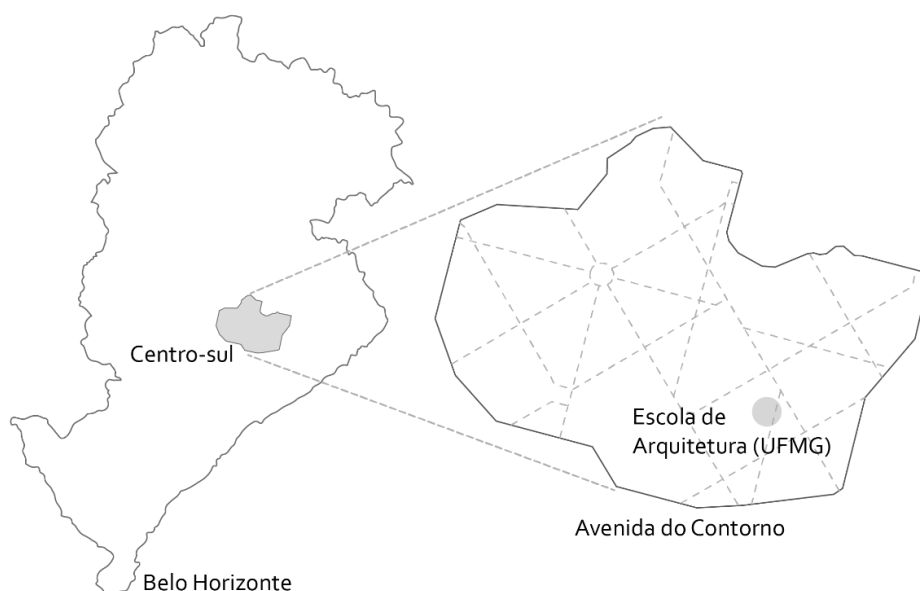 Centro-sul
Escola de
Arquitetura (UFMG)
Avenida do Contorno
Belo Horizonte